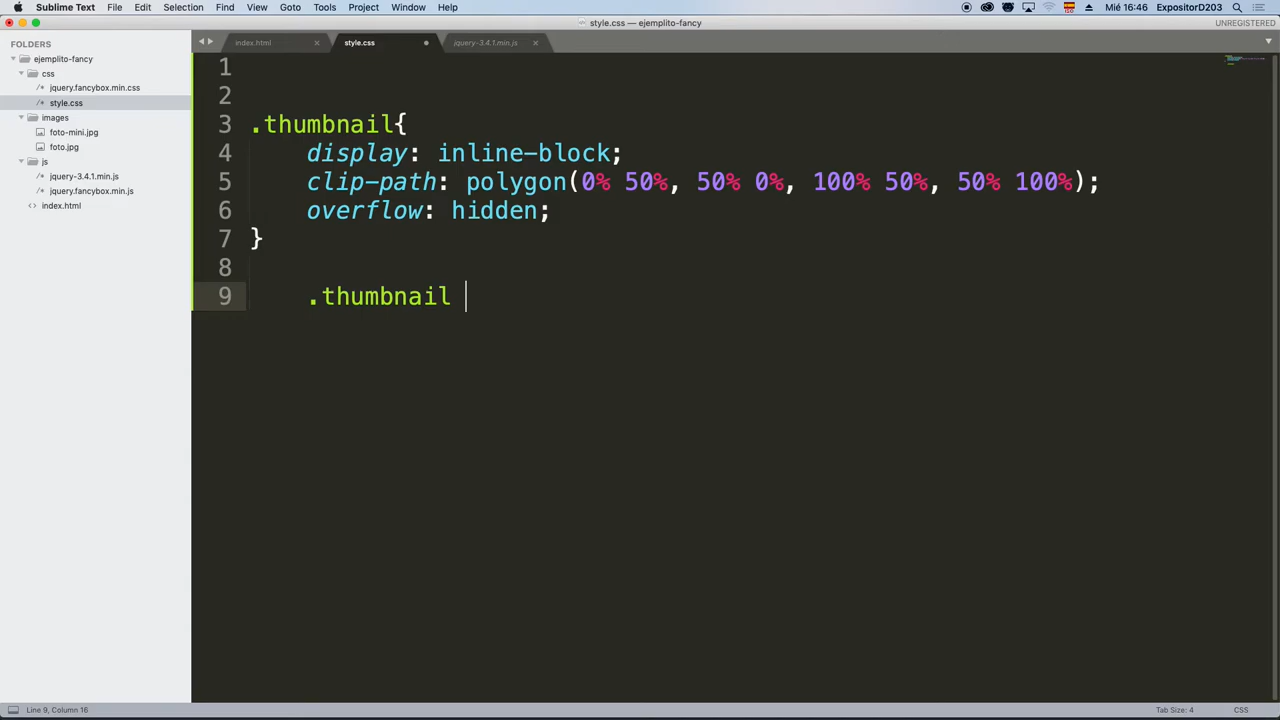 Sublime Text File Edit Selection Find View Goto Tools Project Window Help Mié 16:46 ExpositorD203
style.css — ejemplito-fancy UNREGISTERED
FOLDERS
ejemplito-fancy
css
jquery.fancybox.min.css
style.css
images
foto-mini.jpg
foto.jpg
js
jquery-3.4.1.min.js
jquery.fancybox.min.js
index.html
index.html style.css jquery-3.4.1.min.js
1
2
3 .thumbnail{
4 display: inline-block;
5 clip-path: polygon(0% 50%, 50% 0%, 100% 50%, 50% 100%);
6 overflow: hidden;
7 }
8
9 .thumbnail
Line 9, Column 16 Tab Size: 4 CSS